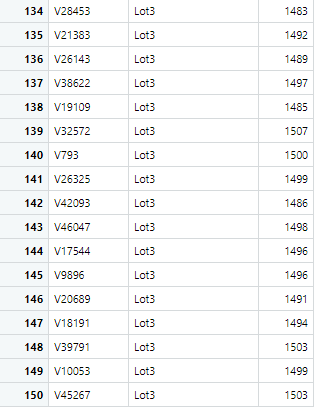 134 V28453 Lot3 1483
135 V21383 Lot3 1492
136 V26143 Lot3 1489
137 V38622 Lot3 1497
138 V19109 Lot3 1485
139 V32572 Lot3 1507
140 V793 Lot3 1500
141 V26325 Lot3 1499
142 V42093 Lot3 1486
143 V46047 Lot3 1498
144 V17544 Lot3 1496
145 V9896 Lot3 1496
146 V20689 Lot3 1491
147 V18191 Lot3 1494
148 V39791 Lot3 1503
149 V10053 Lot3 1499
150 V45267 Lot3 1503